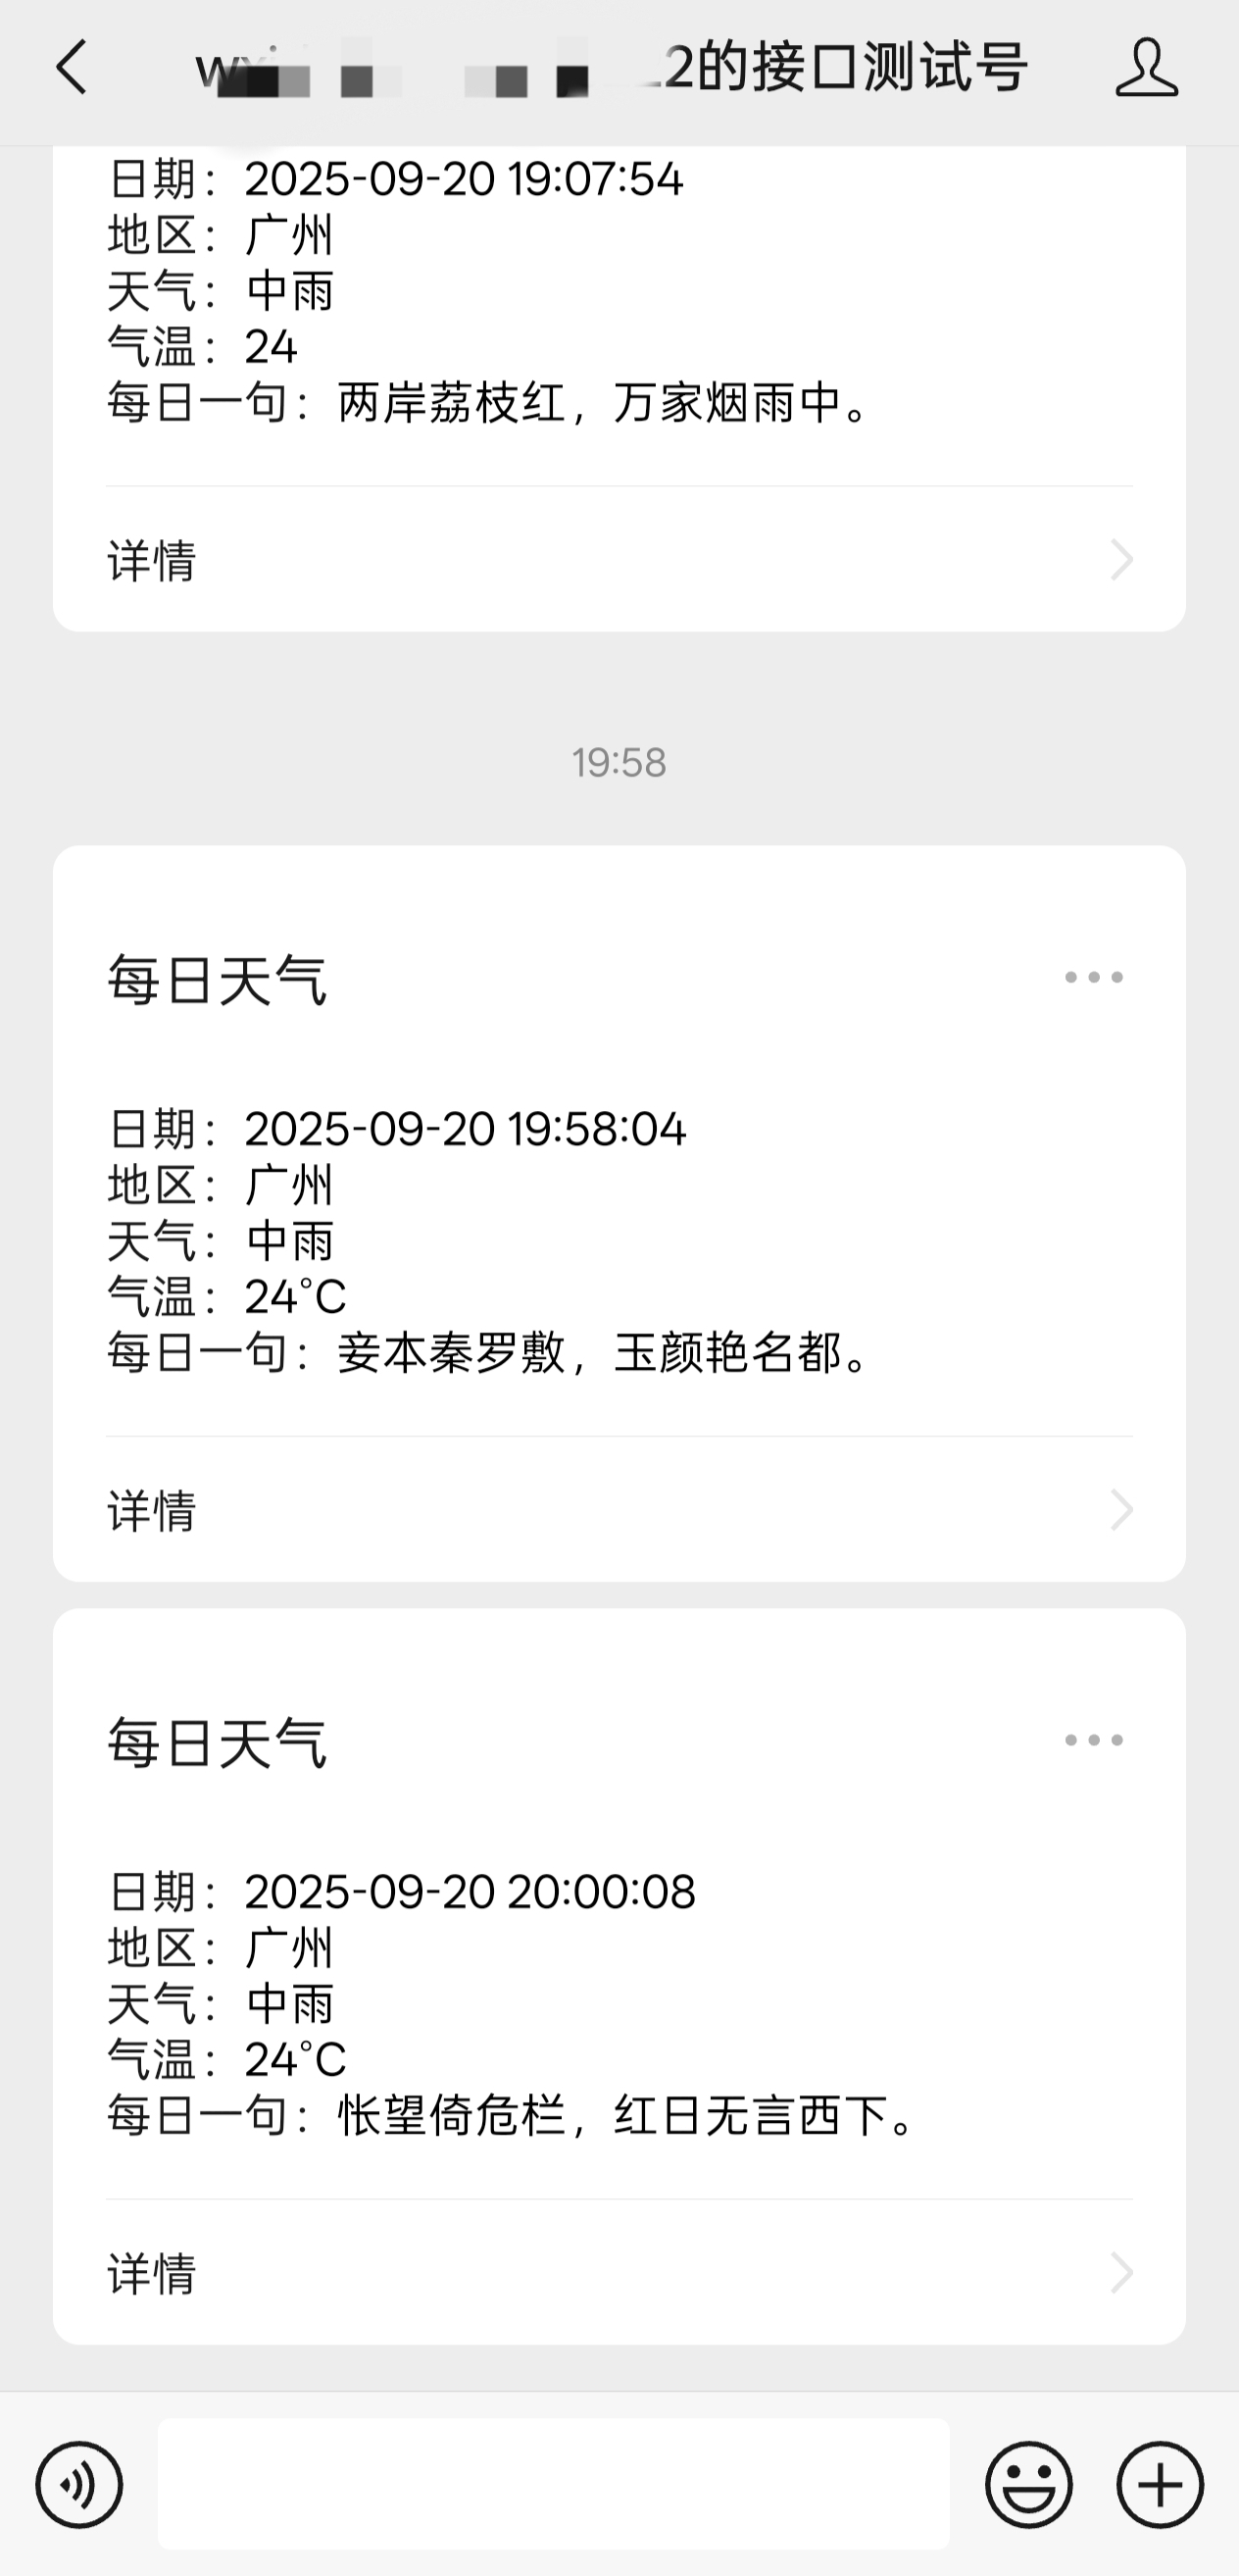 2的接口测试号
日期：2025-09-20 19:07:54
地区：广州
天气：中雨
气温：24
每日一句：两岸荔枝红，万家烟雨中。
详情
19:58
每日天气
日期：2025-09-20 19:58:04
地区：广州
天气：中雨
气温：24°C
每日一句：妾本秦罗敷，玉颜艳名都。
详情
每日天气
日期：2025-09-20 20:00:08
地区：广州
天气：中雨
气温：24°C
每日一句：怅望倚危栏，红日无言西下。
详情